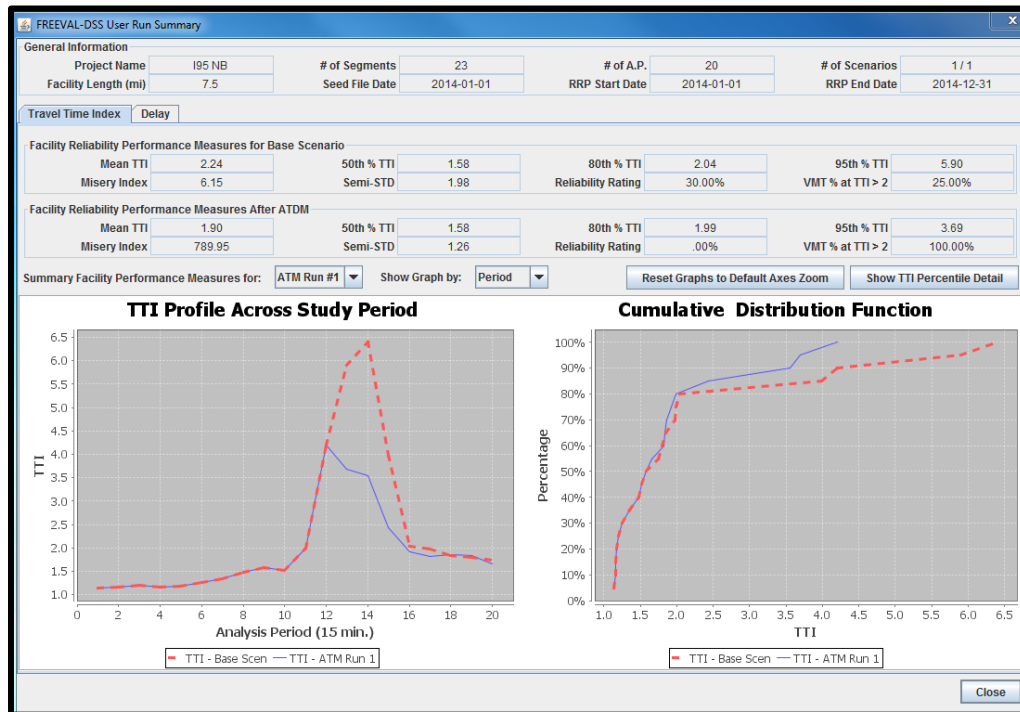 FREEVAL-DSS User Run Summary
X
General Information
Project Name I95 NB # of Segments 23 # of A.P. 20 # of Scenarios 1 / 1
Facility Length (mi) 7.5 Seed File Date 2014-01-01 RRP Start Date 2014-01-01 RRP End Date 2014-12-31
Travel Time Index Delay
Facility Reliability Performance Measures for Base Scenario
Mean TTI 2.24 50th % TTI 1.58 80th % TTI 2.04 95th % TTI 5.90
Misery Index 6.15 Semi-STD 1.98 Reliability Rating 30.00% VMT % at TTI > 2 25.00%
Facility Reliability Performance Measures After ATDM
Mean TTI 1.90 50th % TTI 1.58 80th % TTI 1.99 95th % TTI 3.69
Misery Index 789.95 Semi-STD 1.26 Reliability Rating .00% VMT % at TTI > 2 100.00%
Summary Facility Performance Measures for: ATM Run #1 Show Graph by: Period Reset Graphs to Default Axes Zoom Show TTI Percentile Detail
TTI Profile Across Study Period
6.5
6.0
5.5
5.0
4.5
4.0
3.5
3.0
2.5
2.0
1.5
1.0
TTI
0 2 4 6 8 10 12 14 16 18 20
Analysis Period (15 min.)
TTI - Base Scen TTI - ATM Run 1
Cumulative Distribution Function
100%
90%
80%
70%
60%
50%
40%
30%
20%
10%
0%
Percentage
1.0 1.5 2.0 2.5 3.0 3.5 4.0 4.5 5.0 5.5 6.0 6.5
TTI
TTI - Base Scen TTI - ATM Run 1
Close